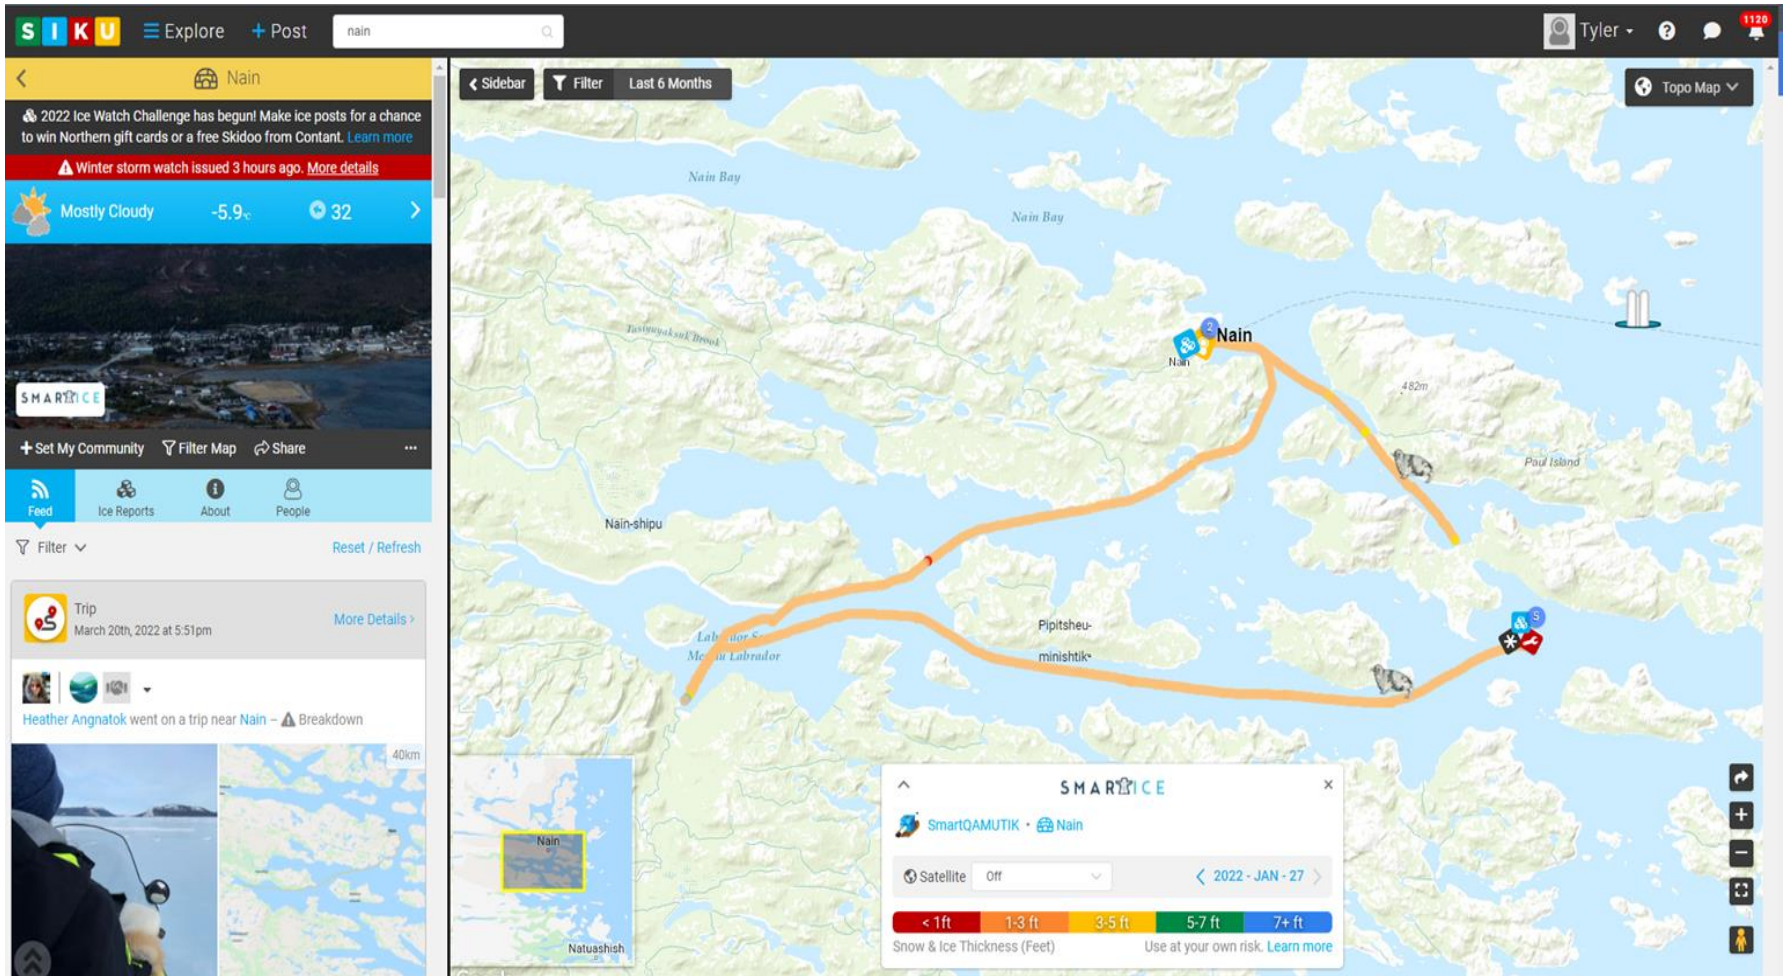 SIKU
Explore
+ Post
nain
Tyler
1120
Nain
2022 Ice Watch Challenge has begun! Make ice posts for a chance
to win Northern gift cards or a free Skidoo from Contant. Learn more
Winter storm watch issued 3 hours ago. More details
Mostly Cloudy
-5.9°C
32
SMARTICE
+ Set My Community
Filter Map
Share
...
Feed
Ice Reports
About
People
Filter
Reset / Refresh
Trip
March 20th, 2022 at 5:51pm
More Details >
Heather Angnatok went on a trip near Nain – Breakdown
40km
Sidebar
Filter
Last 6 Months
Topo Map
Nain Bay
Nain Bay
2
Nain
Nain
482m
Paul Island
Nain-shipu
Pipitsheu-
minishtik
5
Labrador
Nain
Natuashish
SMARTICE
SmartQAMUTIK • Nain
Satellite
Off
2022 - JAN - 27
< 1ft
1-3 ft
3-5 ft
5-7 ft
7+ ft
Snow & Ice Thickness (Feet)
Use at your own risk. Learn more